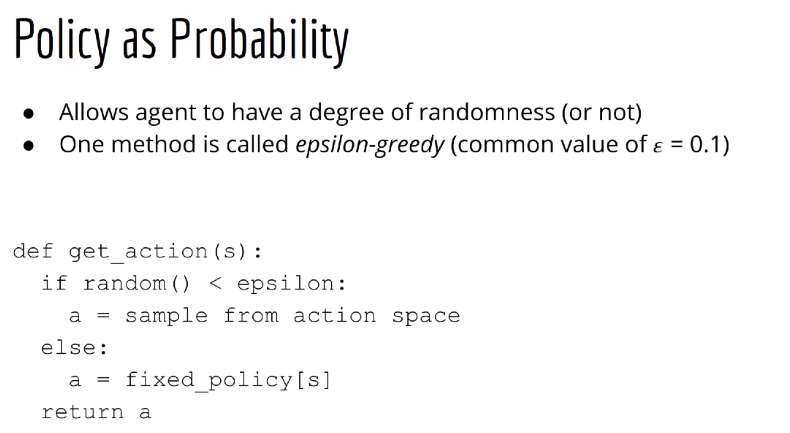 Policy as Probability
● Allows agent to have a degree of randomness (or not)
● One method is called epsilon-greedy (common value of ε = 0.1)
def get_action(s):
  if random() < epsilon:
    a = sample from action space
  else:
    a = fixed_policy[s]
  return a